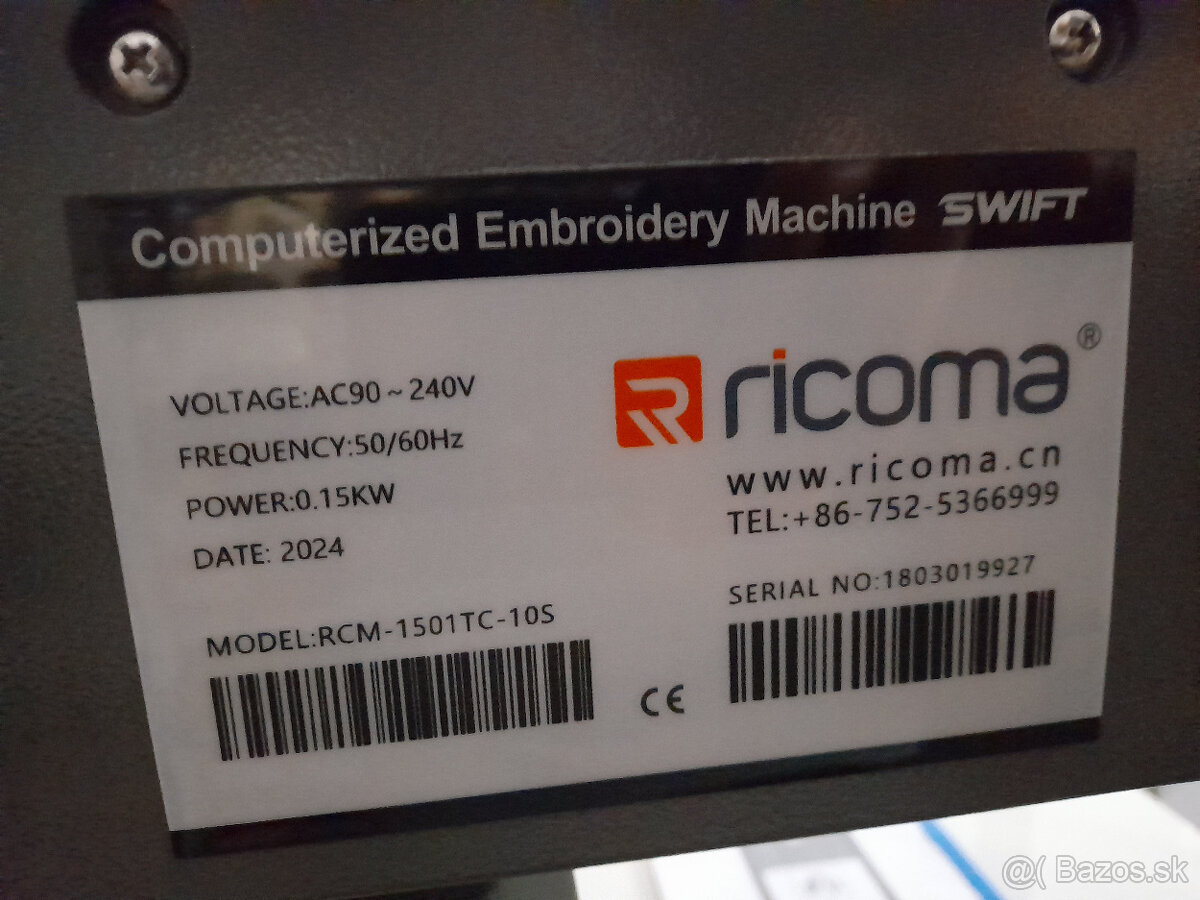 Computerized Embroidery Machine SWIFT
VOLTAGE:AC90~240V
FREQUENCY:50/60Hz
POWER:0.15KW
DATE: 2024
MODEL:RCM-1501TC-10S
ricoma®
www.ricoma.cn
TEL:+86-752-5366999
SERIAL NO:1803019927
CE
@( Bazos.sk